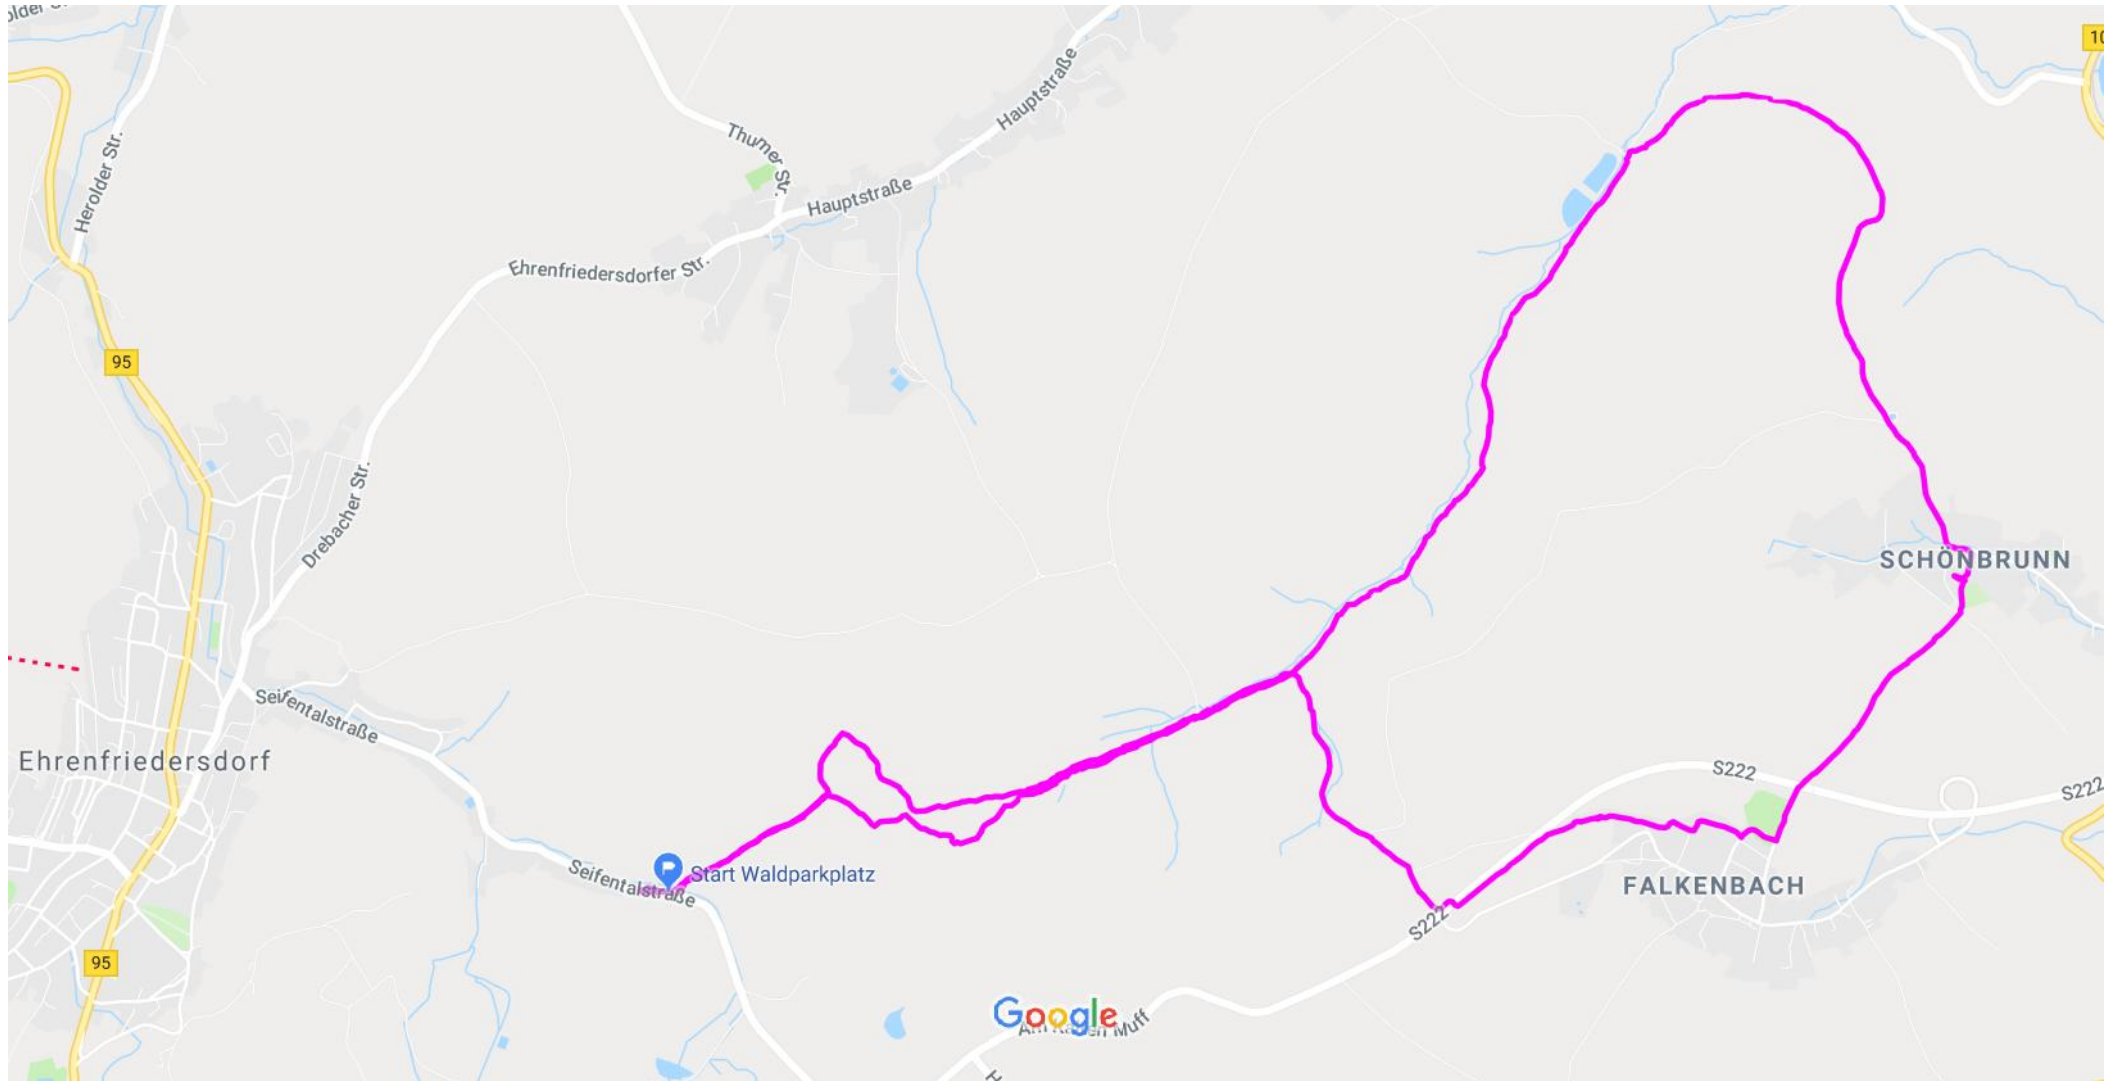 Herolder Str.
Thumer Str.
Hauptstraße
Hauptstraße
Ehrenfriedersdorfer Str.
95
Drebacher Str.
SCHÖNBRUNN
Seifentalstraße
Ehrenfriedersdorf
S222
S222
Start Waldparkplatz
Seifentalstraße
FALKENBACH
S222
95
Google
Muff